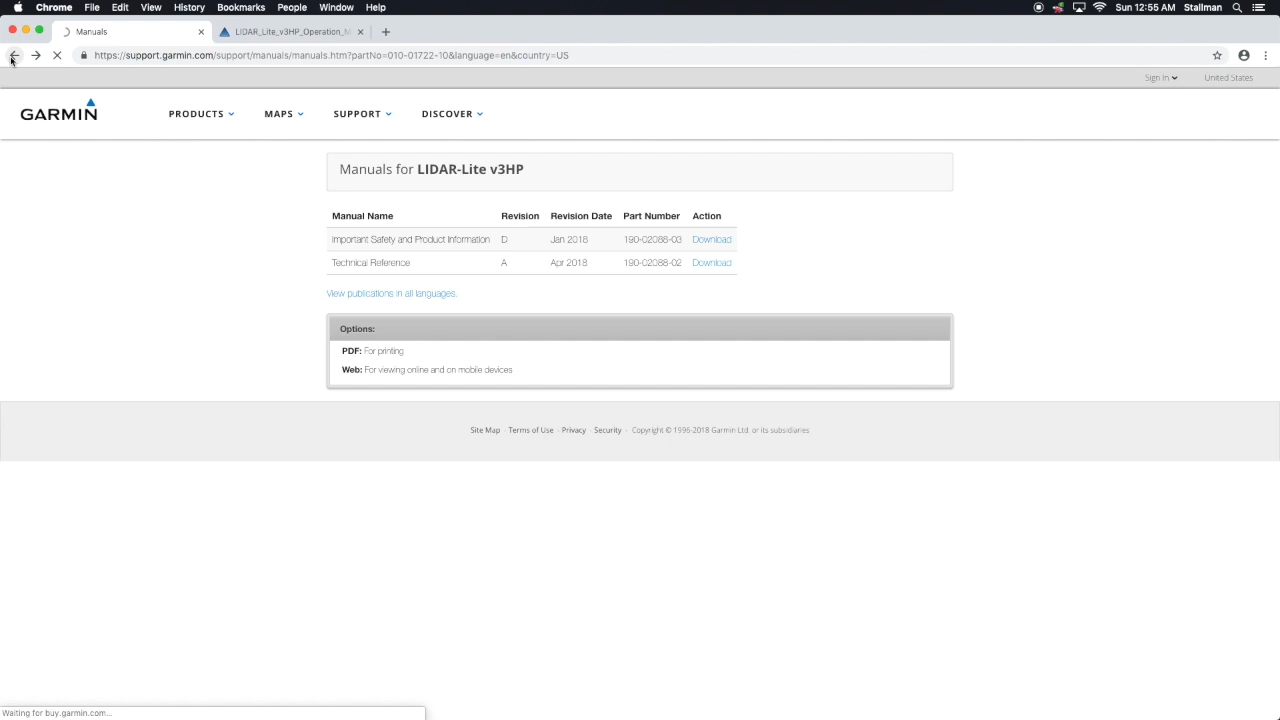 Chrome File Edit View History Bookmarks People Window Help Sun 12:55 AM Stallman
Manuals LIDAR_Lite_v3HP_Operation_M
https://support.garmin.com/support/manuals/manuals.htm?partNo=010-01722-10&language=en&country=US
Sign In United States
GARMIN PRODUCTS MAPS SUPPORT DISCOVER
Manuals for LIDAR-Lite v3HP
Manual Name Revision Revision Date Part Number Action
Important Safety and Product Information D Jan 2018 190-02088-03 Download
Technical Reference A Apr 2018 190-02088-02 Download
View publications in all languages.
Options:
PDF: For printing
Web: For viewing online and on mobile devices
Site Map - Terms of Use - Privacy - Security - Copyright © 1996-2018 Garmin Ltd. or its subsidiaries
Waiting for buy.garmin.com...